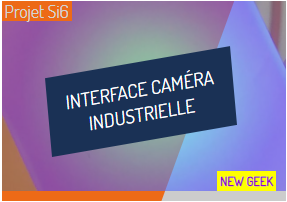 Projet Si6
INTERFACE CAMÉRA
INDUSTRIELLE
NEW GEEK